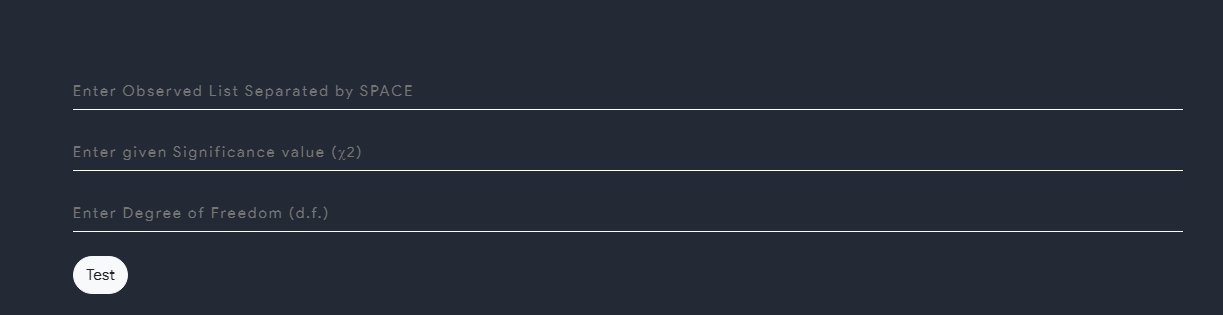 Enter Observed List Separated by SPACE
Enter given Significance value (χ2)
Enter Degree of Freedom (d.f.)
Test